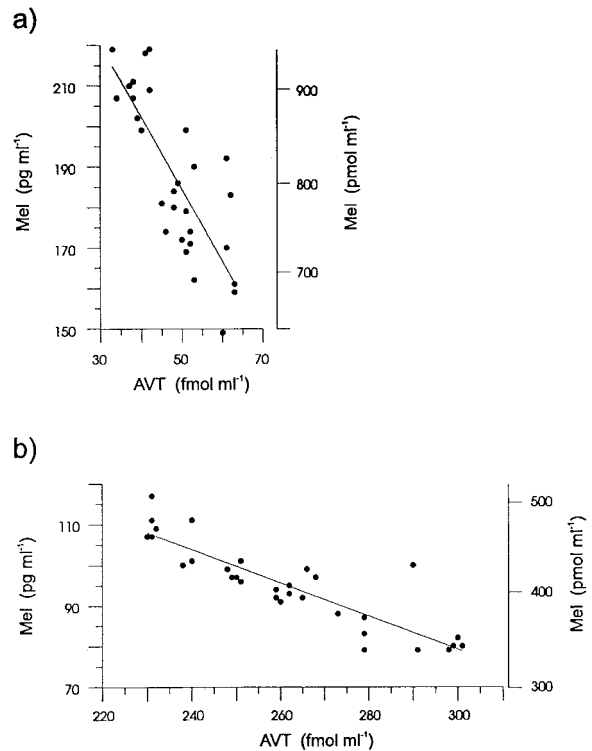 a)
210
190
170
150
Mel (pg ml⁻¹)
900
800
700
Mel (pmol ml⁻¹)
30 50 70
AVT (fmol ml⁻¹)
b)
110
90
70
Mel (pg ml⁻¹)
500
400
300
Mel (pmol ml⁻¹)
220 240 260 280 300
AVT (fmol ml⁻¹)